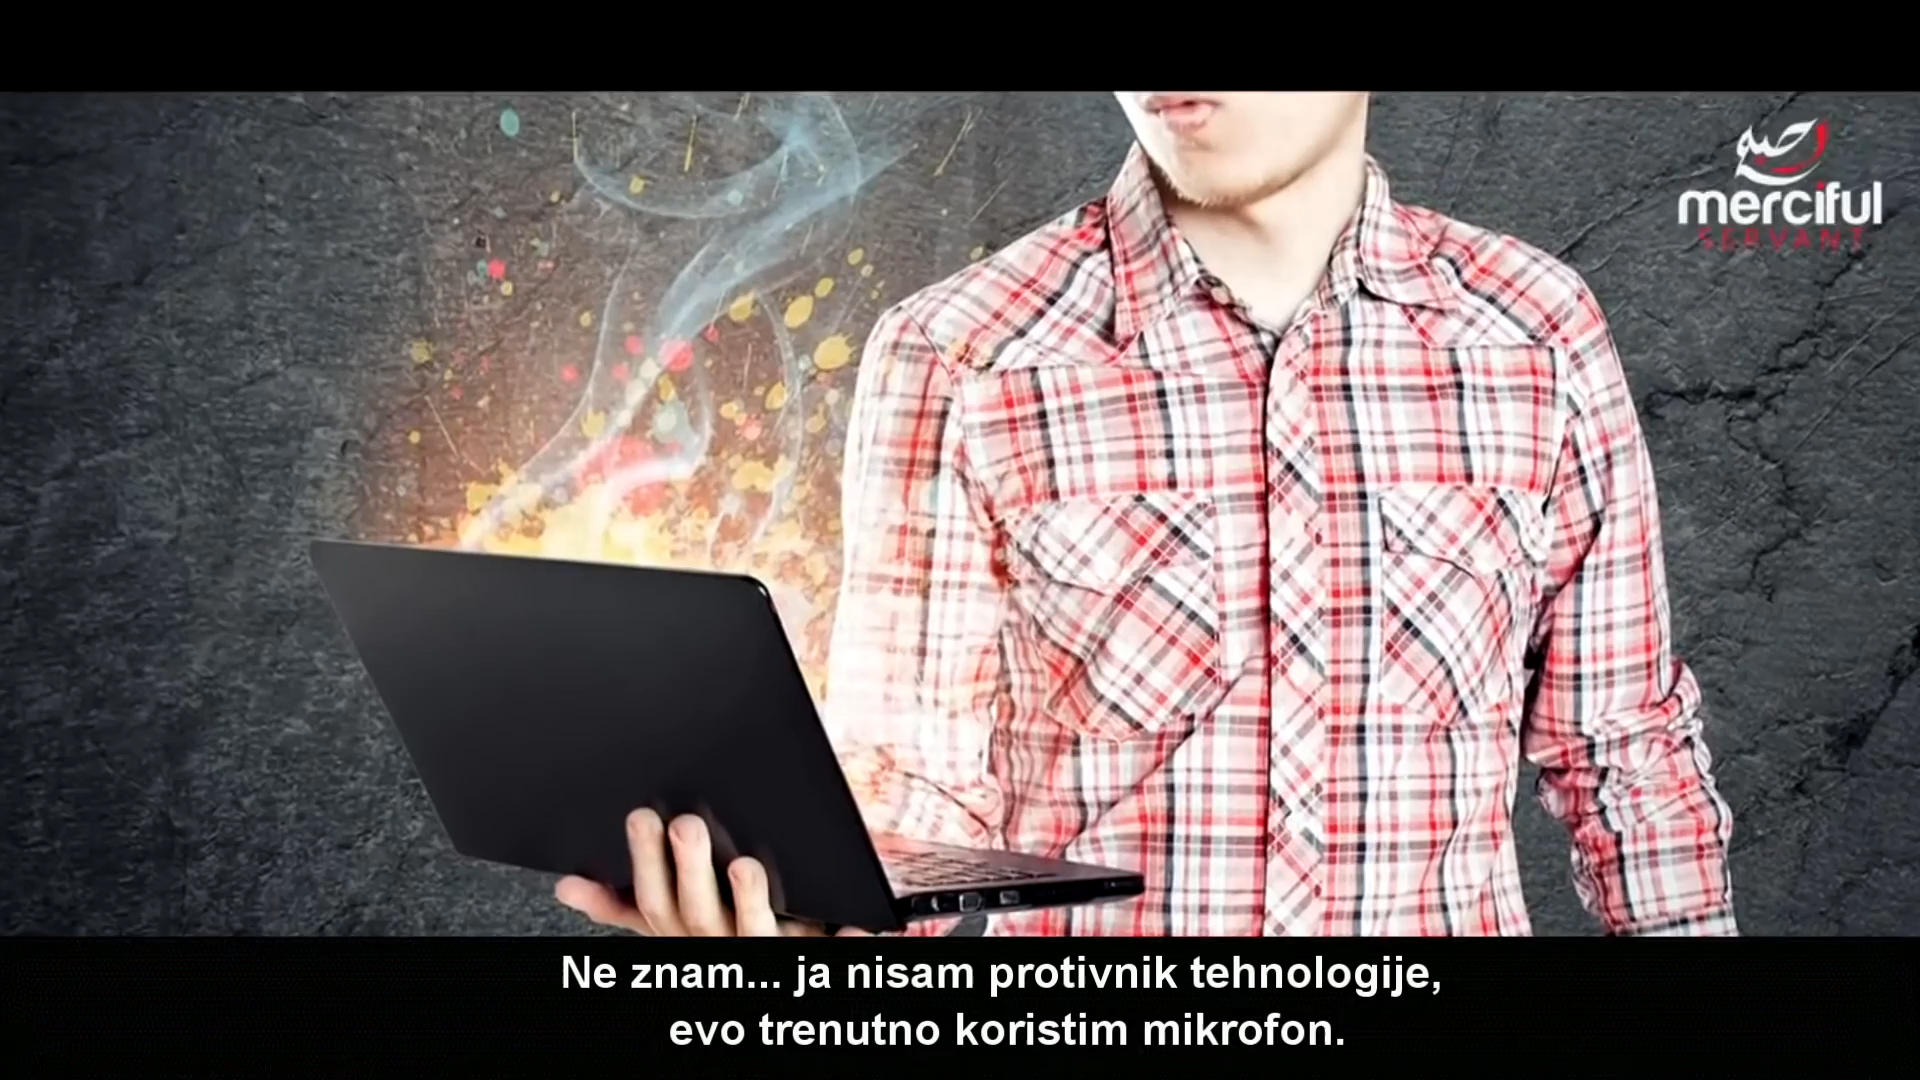 merciful
SERVANT
Ne znam... ja nisam protivnik tehnologije,
evo trenutno koristim mikrofon.